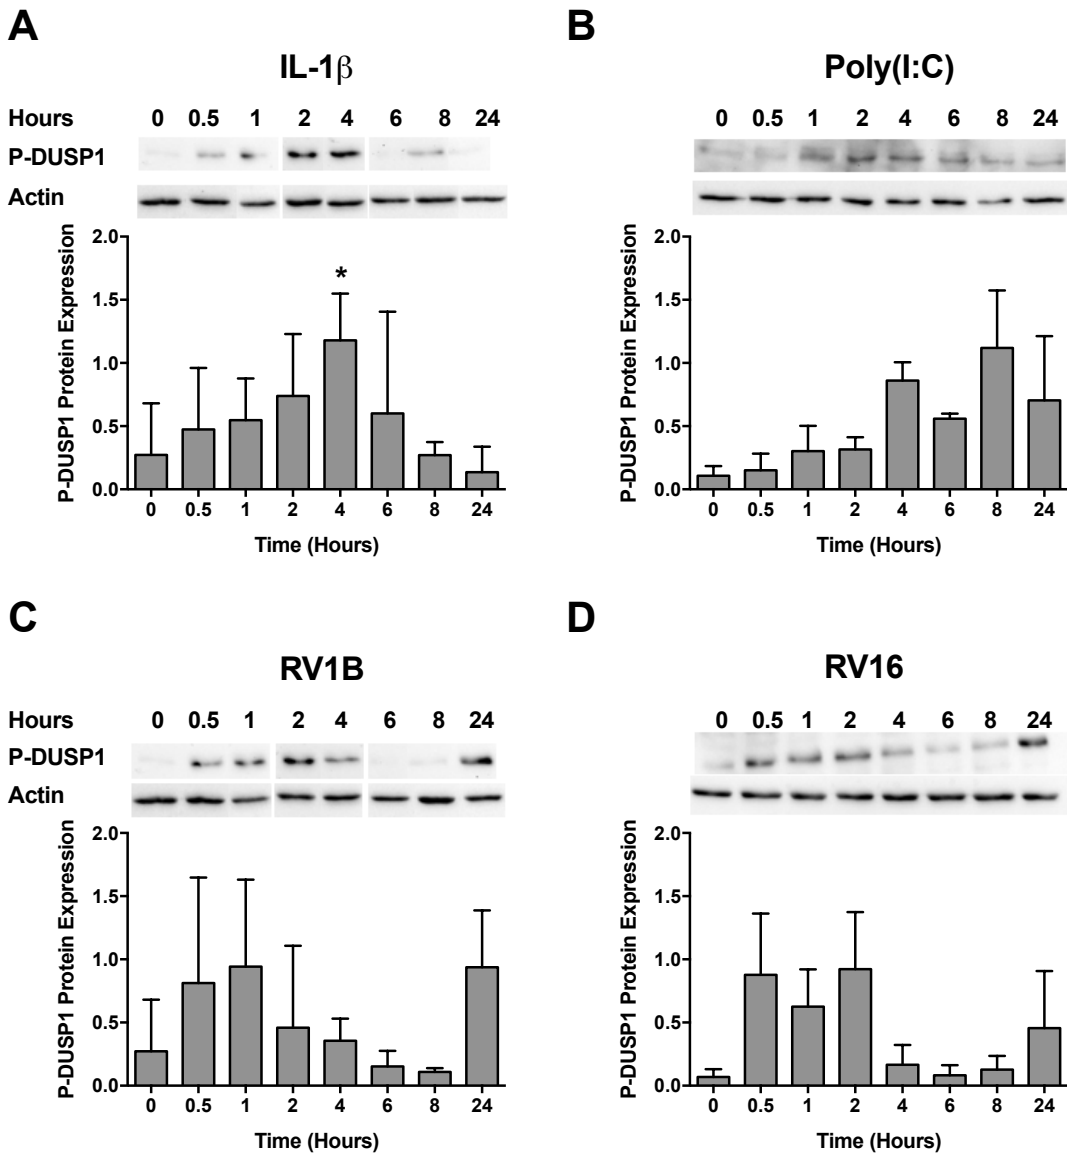 A
IL-1β
Hours 0 0.5 1 2 4 6 8 24
P-DUSP1
Actin
P-DUSP1 Protein Expression
2.0
1.5
1.0
0.5
0.0
*
0 0.5 1 2 4 6 8 24
Time (Hours)
B
Poly(I:C)
0 0.5 1 2 4 6 8 24
P-DUSP1 Protein Expression
2.0
1.5
1.0
0.5
0.0
0 0.5 1 2 4 6 8 24
Time (Hours)
C
RV1B
Hours 0 0.5 1 2 4 6 8 24
P-DUSP1
Actin
P-DUSP1 Protein Expression
2.0
1.5
1.0
0.5
0.0
0 0.5 1 2 4 6 8 24
Time (Hours)
D
RV16
0 0.5 1 2 4 6 8 24
P-DUSP1 Protein Expression
2.0
1.5
1.0
0.5
0.0
0 0.5 1 2 4 6 8 24
Time (Hours)